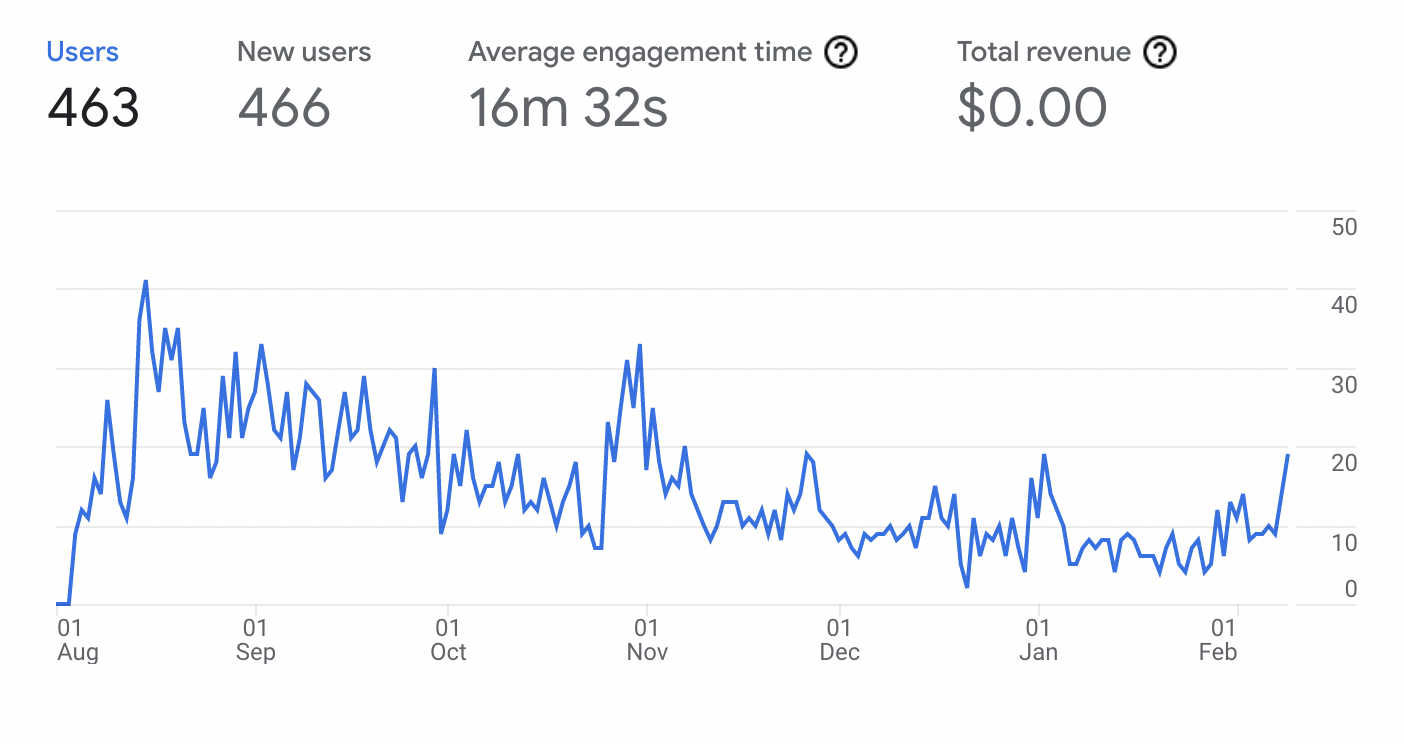 Users New users Average engagement time ? Total revenue ?
463 466 16m 32s $0.00
50
40
30
20
10
0
01 01 01 01 01 01 01
Aug Sep Oct Nov Dec Jan Feb